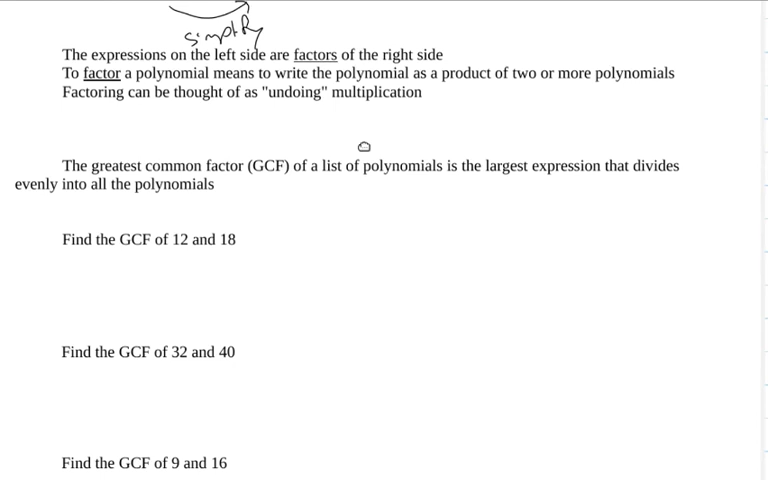 simplify
The expressions on the left side are factors of the right side
To factor a polynomial means to write the polynomial as a product of two or more polynomials
Factoring can be thought of as "undoing" multiplication
The greatest common factor (GCF) of a list of polynomials is the largest expression that divides
evenly into all the polynomials
Find the GCF of 12 and 18
Find the GCF of 32 and 40
Find the GCF of 9 and 16